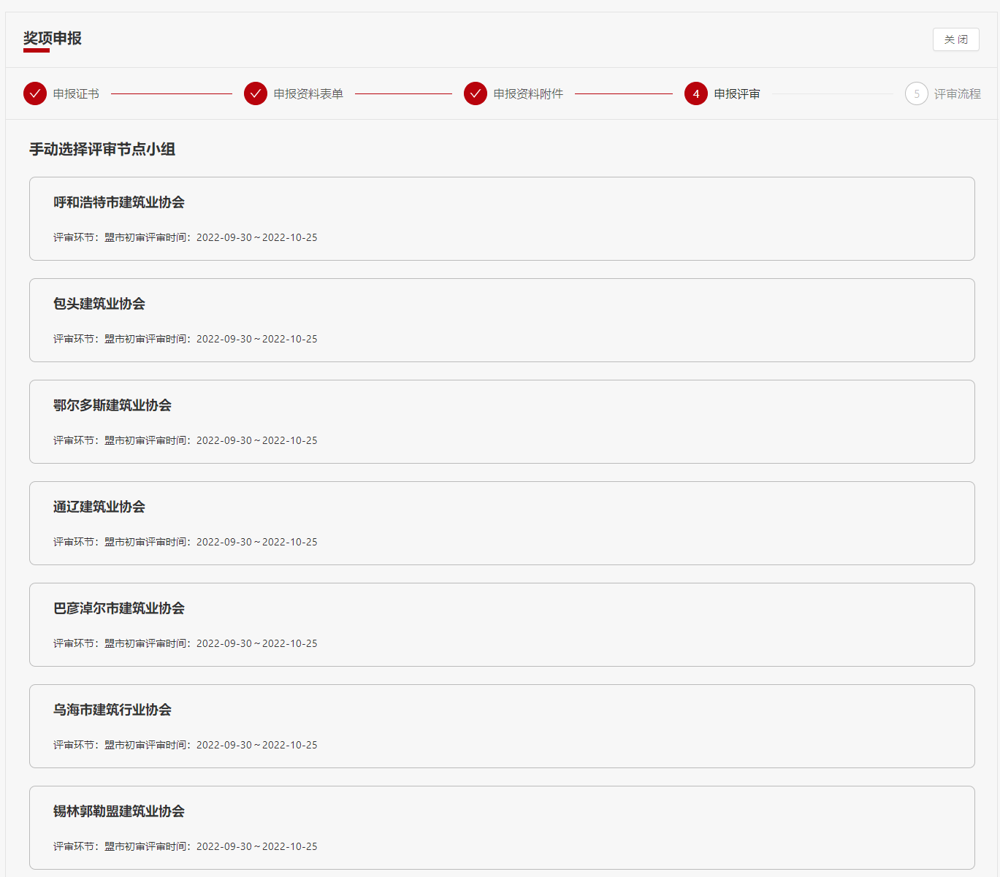 奖项申报
关 闭
申报证书
申报资料表单
申报资料附件
4 申报评审
5 评审流程
手动选择评审节点小组
呼和浩特市建筑业协会
评审环节：盟市初审评审时间：2022-09-30 ~ 2022-10-25
包头建筑业协会
评审环节：盟市初审评审时间：2022-09-30 ~ 2022-10-25
鄂尔多斯建筑业协会
评审环节：盟市初审评审时间：2022-09-30 ~ 2022-10-25
通辽建筑业协会
评审环节：盟市初审评审时间：2022-09-30 ~ 2022-10-25
巴彦淖尔市建筑业协会
评审环节：盟市初审评审时间：2022-09-30 ~ 2022-10-25
乌海市建筑行业协会
评审环节：盟市初审评审时间：2022-09-30 ~ 2022-10-25
锡林郭勒盟建筑业协会
评审环节：盟市初审评审时间：2022-09-30 ~ 2022-10-25